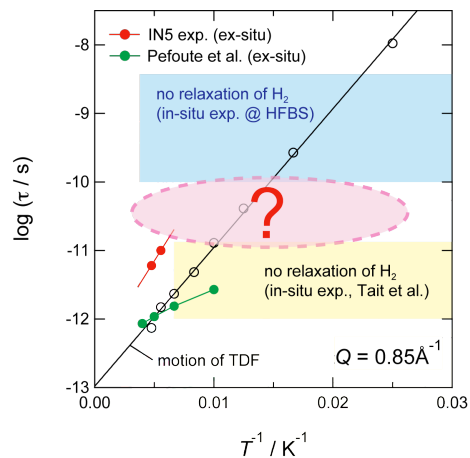 IN5 exp. (ex-situ)
Pefoute et al. (ex-situ)
no relaxation of H2
(in-situ exp. @ HFBS)
?
no relaxation of H2
(in-situ exp., Tait et al.)
motion of TDF
Q = 0.85Å-1
log (τ / s)
-8
-9
-10
-11
-12
-13
0.00
0.01
0.02
0.03
T-1 / K-1